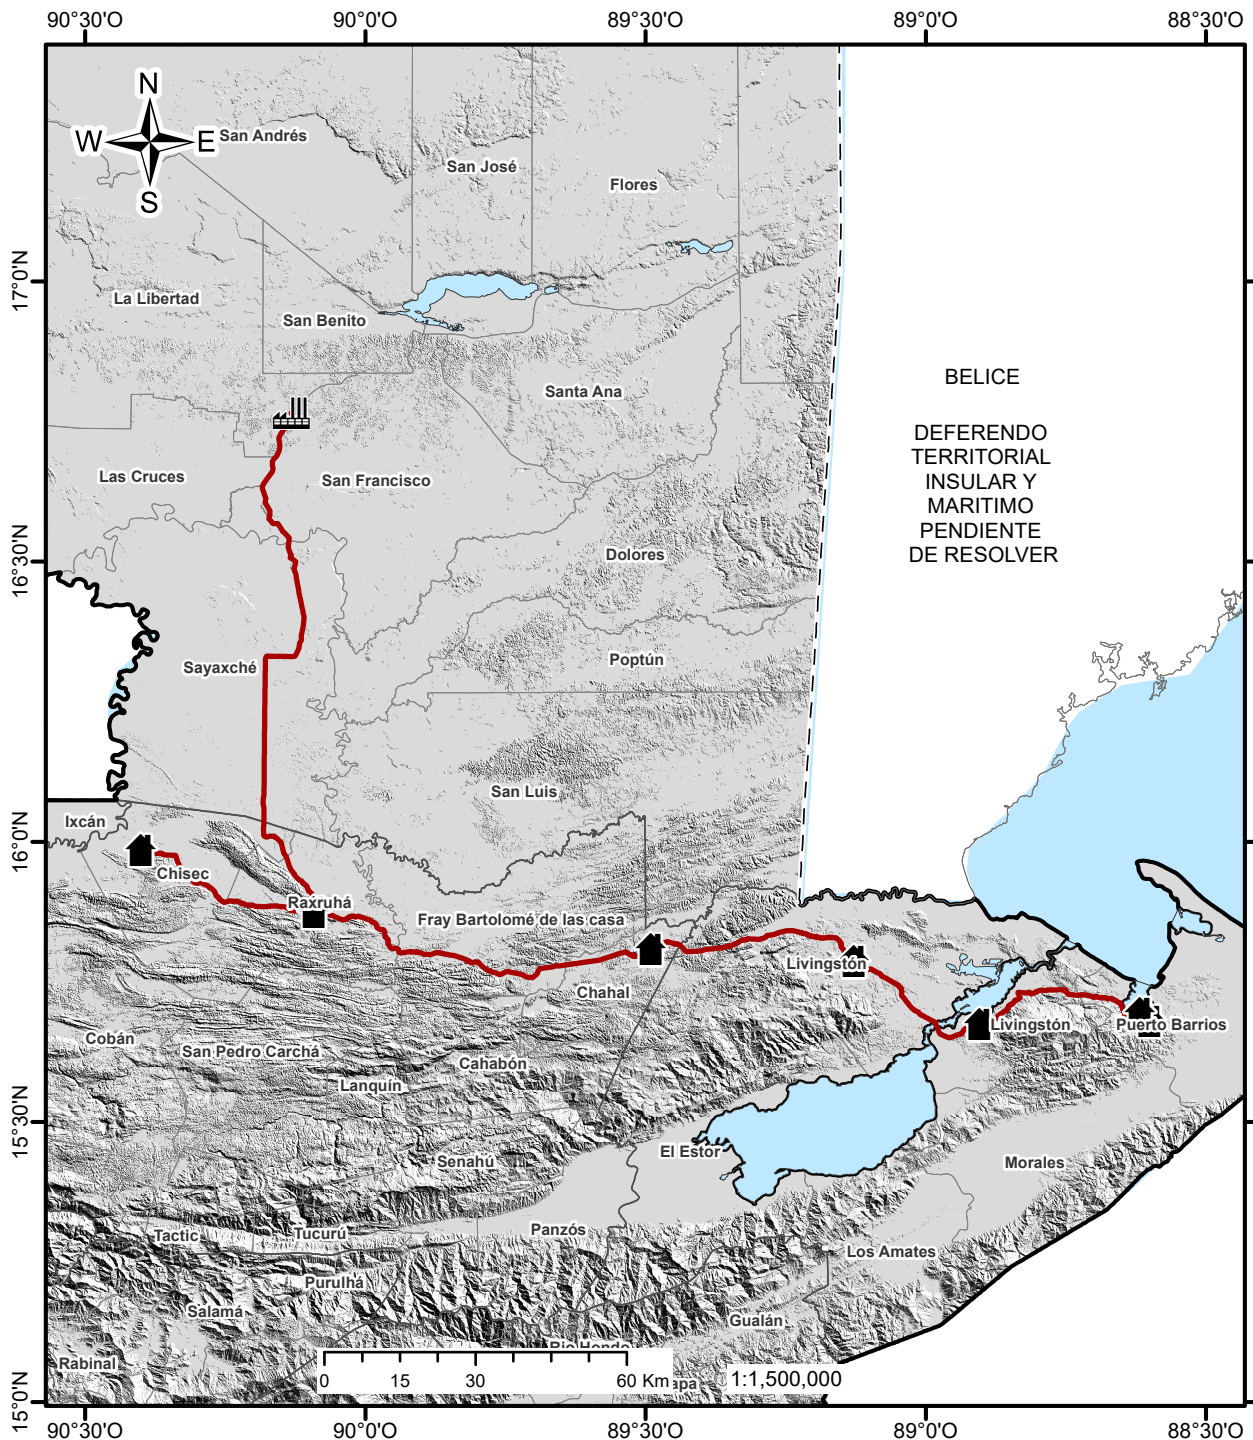 90°30'O 90°0'O 89°30'O 89°0'O 88°30'O
N
W E
S
San Andrés
San José
Flores
17°0'N
La Libertad
San Benito
BELICE
Santa Ana
DEFERENDO
TERRITORIAL
INSULAR Y
MARITIMO
PENDIENTE
DE RESOLVER
Las Cruces
San Francisco
Dolores
16°30'N
Poptún
Sayaxché
San Luis
Ixcán
16°0'N
Chisec
Raxruhá
Fray Bartolomé de las casa
Livingstón
Chahal
Livingstón
Puerto Barrios
Cobán
San Pedro Carchá
Cahabón
Lanquín
15°30'N
El Estor
Senahú
Morales
Panzós
Tactic
Tucurú
Los Amates
Purulhá
Salamá
Gualán
Río Hondo
Rabinal
0 15 30 60 Km
apa
1:1,500,000
15°0'N
90°30'O 90°0'O 89°30'O 89°0'O 88°30'O